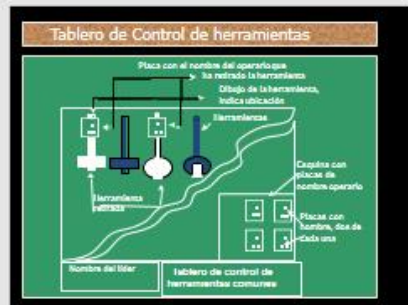 Tablero de Control de herramientas
Placa con el nombre del operario que
ha retirado la herramienta
Dibujo de la herramienta,
indica ubicación
Herramientas
Herramienta
retirada
Esquina con
placas de
nombre operario
Placas con
nombre, dos de
cada una
Nombre del líder
Tablero de control de
herramientas comunes